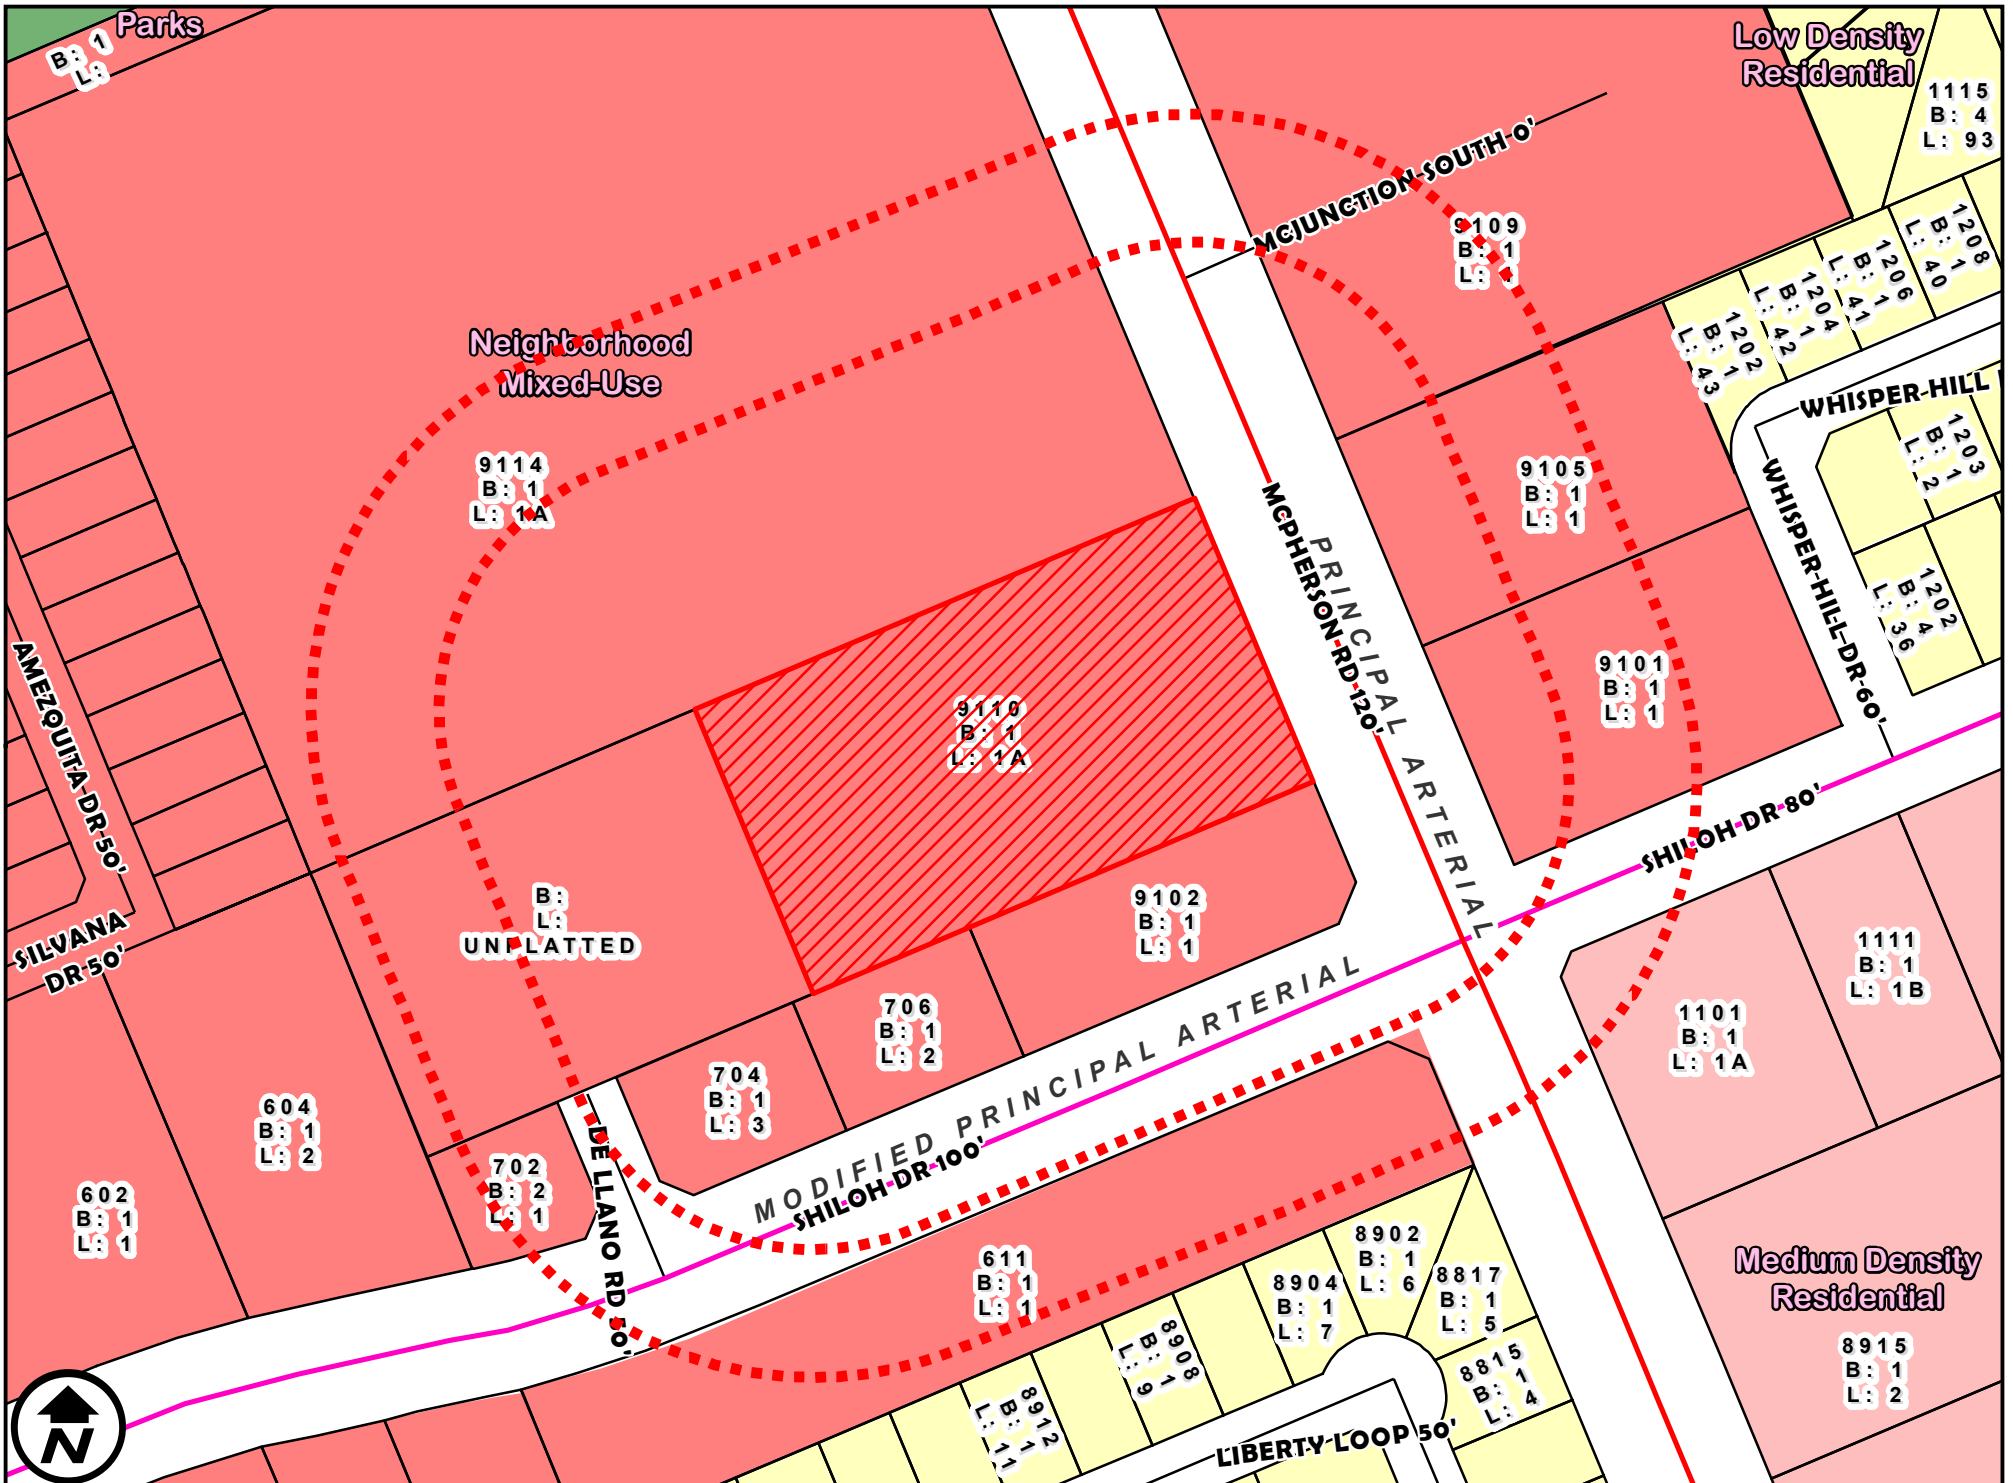 Parks
B: 1
L:
Low Density
Residential
1115
B: 4
L: 93
MCJUNCTION SOUTH 0'
9109
B: 1
L: 1
1208
B: 1
L: 40
1206
B: 1
L: 41
1204
B: 1
L: 42
1202
B: 1
L: 43
Neighborhood
Mixed-Use
WHISPER HILL
1203
B: 1
L: 2
9114
B: 1
L: 1A
9105
B: 1
L: 1
WHISPER HILL DR 60'
1202
B: 4
L: 36
MCPHERSON RD 120'
PRINCIPAL ARTERIAL
AMEZQUITA DR 50'
9110
B: 1
L: 1A
9101
B: 1
L: 1
SHILOH DR 80'
B:
L:
UNPLATTED
9102
B: 1
L: 1
SILVANA
DR 50'
1111
B: 1
L: 1B
706
B: 1
L: 2
1101
B: 1
L: 1A
704
B: 1
L: 3
604
B: 1
L: 2
MODIFIED PRINCIPAL ARTERIAL
SHILOH DR 100'
702
B: 2
L: 1
DE LLANO RD 50'
602
B: 1
L: 1
611
B: 1
L: 1
8902
B: 1
L: 6
8904
B: 1
L: 7
8817
B: 1
L: 5
Medium Density
Residential
8908
B: 1
L: 9
8815
B: 1
L: 4
8915
B: 1
L: 2
8912
B: 1
L: 11
LIBERTY LOOP 50'
N